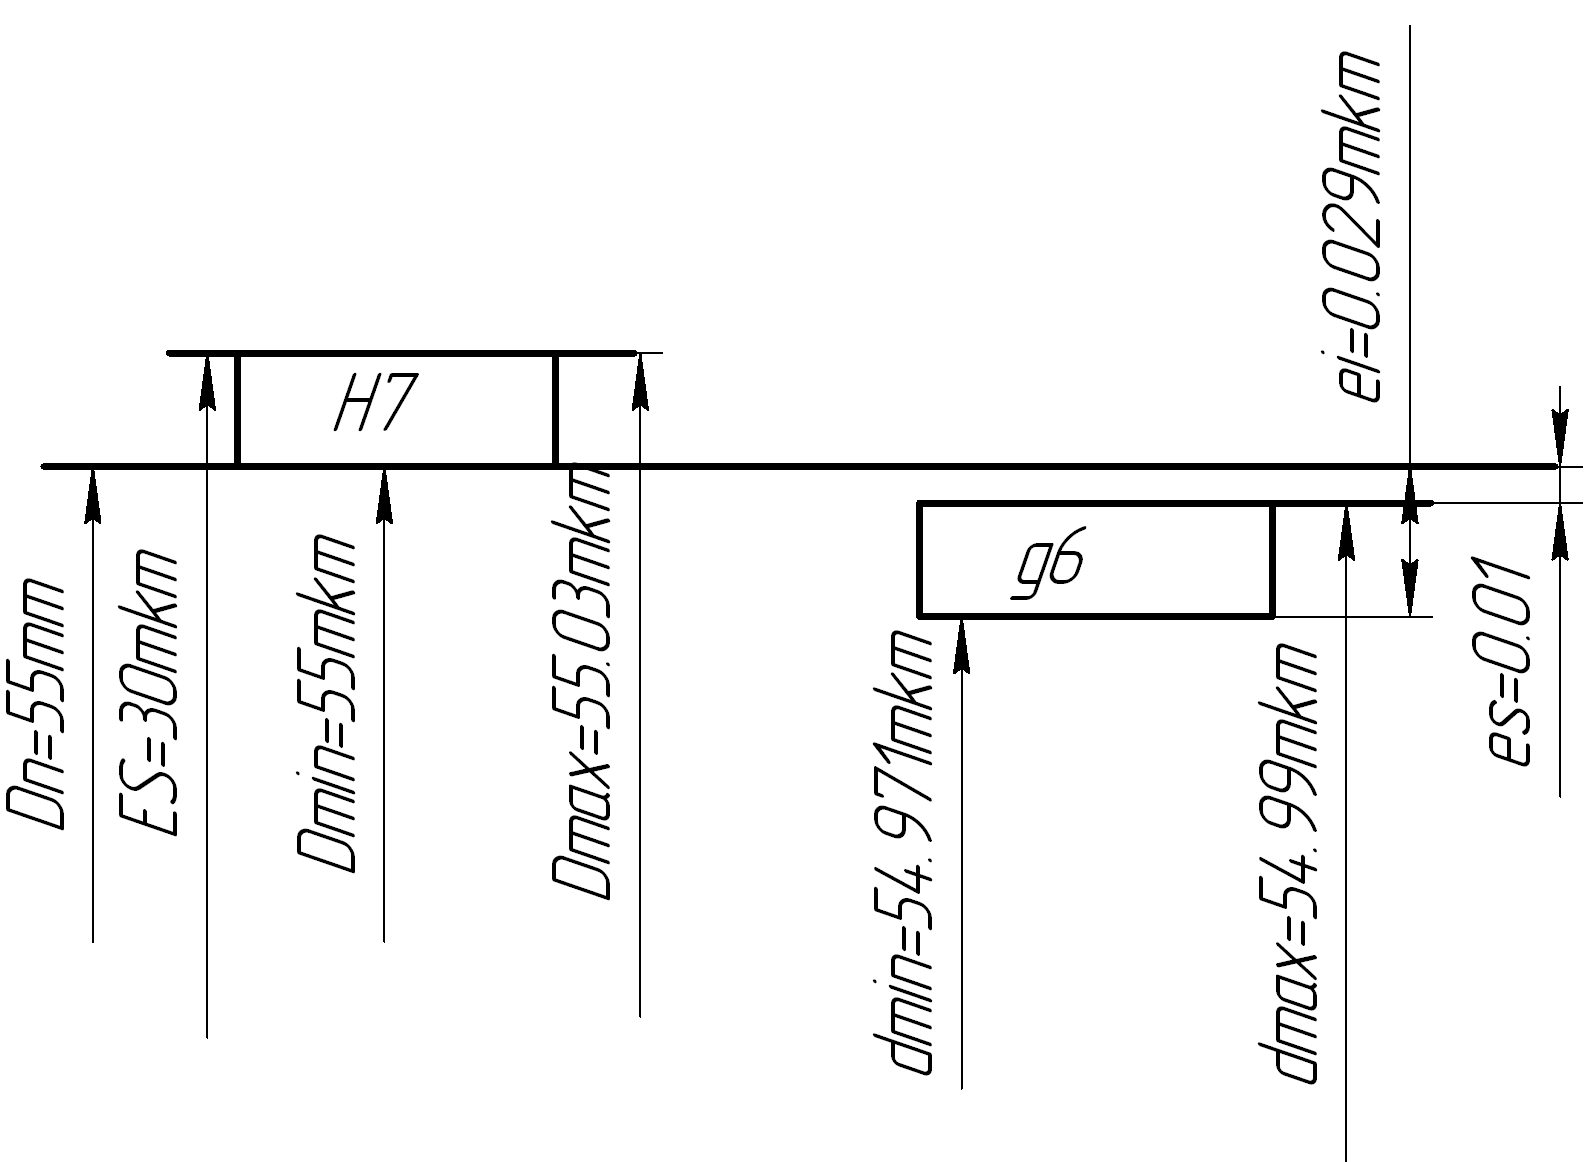 H7
g6
Dn=55mm
ES=30mkm
Dmin=55mkm
Dmax=55.03mkm
dmin=54.971mkm
dmax=54.99mkm
ei=0.029mkm
es=0.01